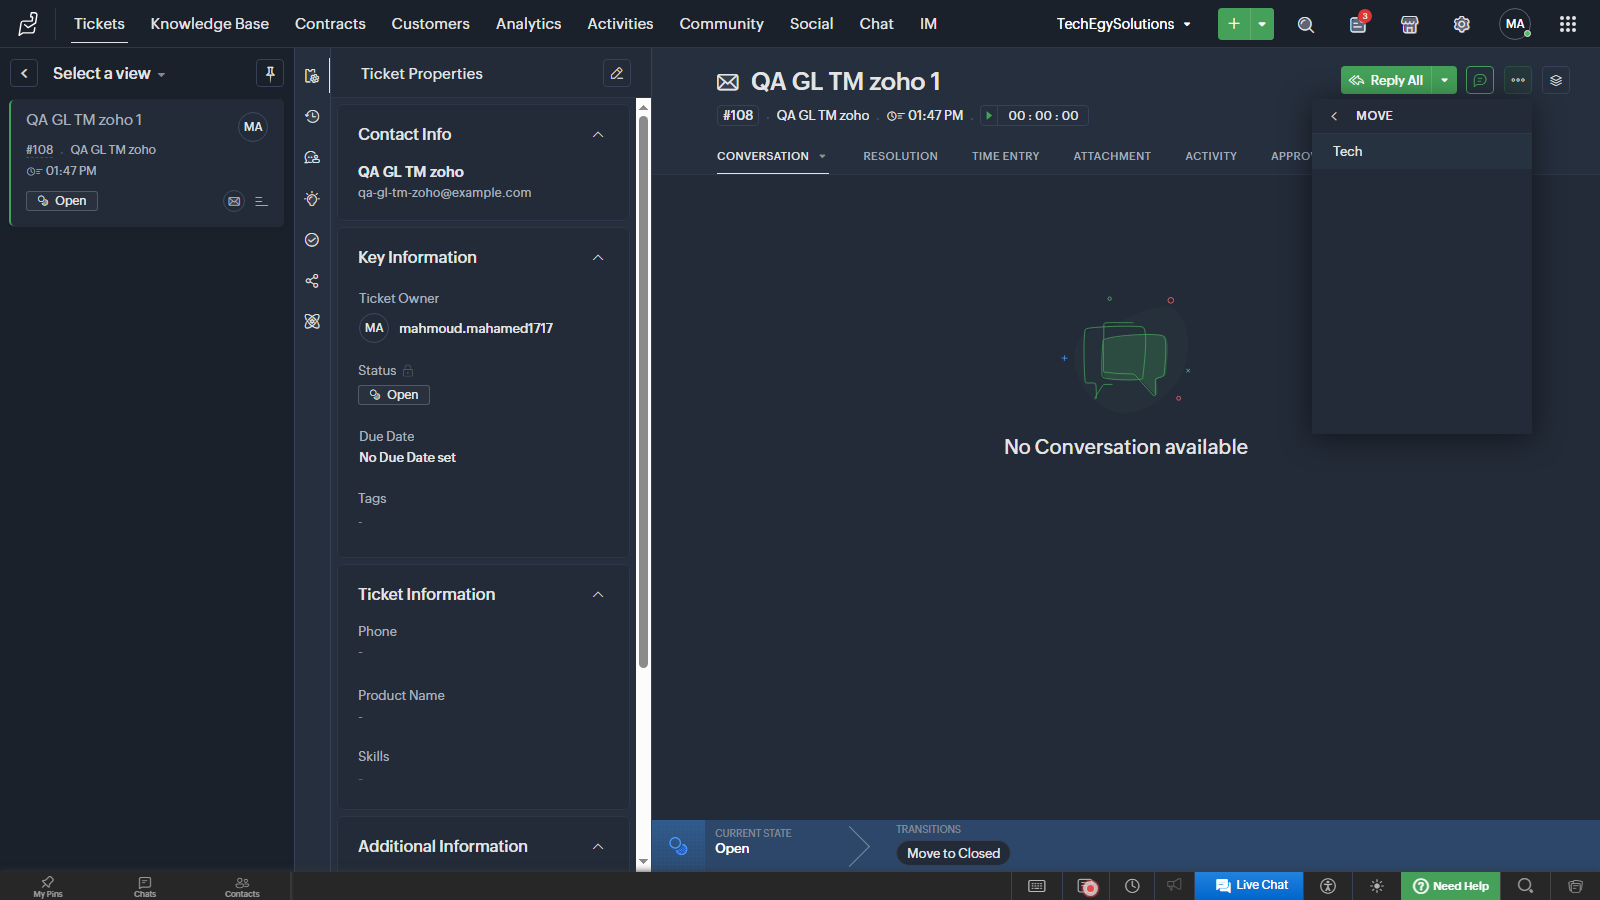 Tickets
Knowledge Base
Contracts
Customers
Analytics
Activities
Community
Social
Chat
IM
TechEgySolutions
3
MA
Select a view
QA GL TM zoho 1
MA
#108 . QA GL TM zoho
01:47 PM
Open
Ticket Properties
Contact Info
QA GL TM zoho
qa-gl-tm-zoho@example.com
Key Information
Ticket Owner
MA
mahmoud.mahamed1717
Status
Open
Due Date
No Due Date set
Tags
-
Ticket Information
Phone
-
Product Name
-
Skills
-
Additional Information
QA GL TM zoho 1
#108 . QA GL TM zoho . 01:47 PM . 00 : 00 : 00
Reply All
CONVERSATION
RESOLUTION
TIME ENTRY
ATTACHMENT
ACTIVITY
APPRO
MOVE
Tech
No Conversation available
CURRENT STATE
Open
TRANSITIONS
Move to Closed
My Pins
Chats
Contacts
Live Chat
Need Help